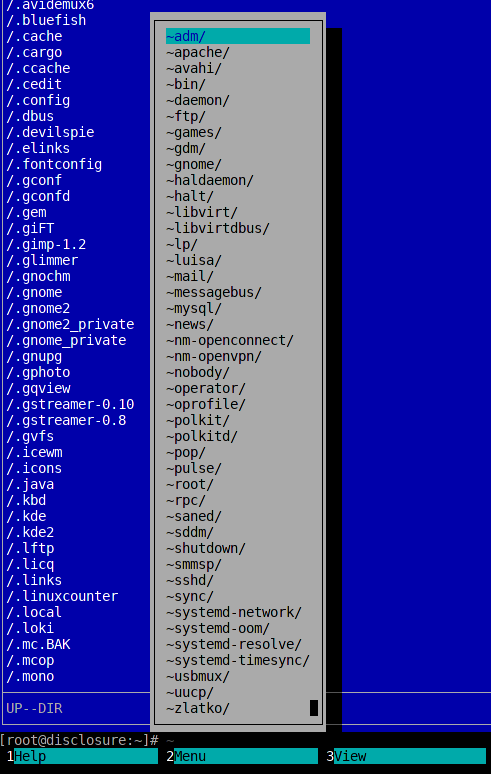 /.avidemux6
/.bluefish
/.cache
/.cargo
/.ccache
/.cedit
/.config
/.dbus
/.devilspie
/.elinks
/.fontconfig
/.gconf
/.gconfd
/.gem
/.giFT
/.gimp-1.2
/.glimmer
/.gnochm
/.gnome
/.gnome2
/.gnome2_private
/.gnome_private
/.gnupg
/.gphoto
/.gqview
/.gstreamer-0.10
/.gstreamer-0.8
/.gvfs
/.icewm
/.icons
/.java
/.kbd
/.kde
/.kde2
/.lftp
/.licq
/.links
/.linuxcounter
/.local
/.loki
/.mc.BAK
/.mcop
/.mono
UP--DIR
~adm/
~apache/
~avahi/
~bin/
~daemon/
~ftp/
~games/
~gdm/
~gnome/
~haldaemon/
~halt/
~libvirt/
~libvirtdbus/
~lp/
~luisa/
~mail/
~messagebus/
~mysql/
~news/
~nm-openconnect/
~nm-openvpn/
~nobody/
~operator/
~oprofile/
~polkit/
~polkitd/
~pop/
~pulse/
~root/
~rpc/
~saned/
~sddm/
~shutdown/
~smmsp/
~sshd/
~sync/
~systemd-network/
~systemd-oom/
~systemd-resolve/
~systemd-timesync/
~usbmux/
~uucp/
~zlatko/
[root@disclosure:~]# ~
1Help 2Menu 3View